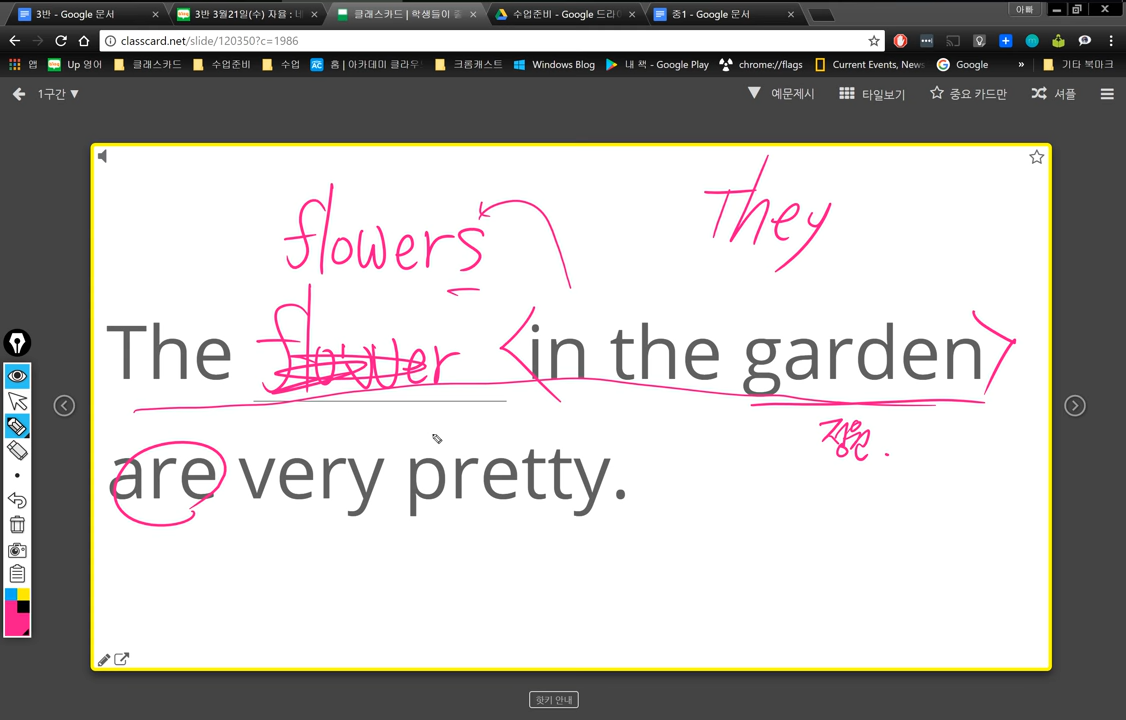 3반 - Google 문서
3반 3월21일(수) 자율 : 네
클래스카드 | 학생들이 좋
수업준비 - Google 드라이
중1 - Google 문서
아빠
classcard.net/slide/120350?c=1986
앱
Up 영어
클래스카드
수업준비
수업
홈 | 아카데미 클라우
크롬캐스트
Windows Blog
내 책 - Google Play
chrome://flags
Current Events, News
Google
»
기타 북마크
1구간 ▼
예문제시
타일보기
중요 카드만
셔플
They
flowers
The flower <in the garden>
정원.
are very pretty.
핫키 안내